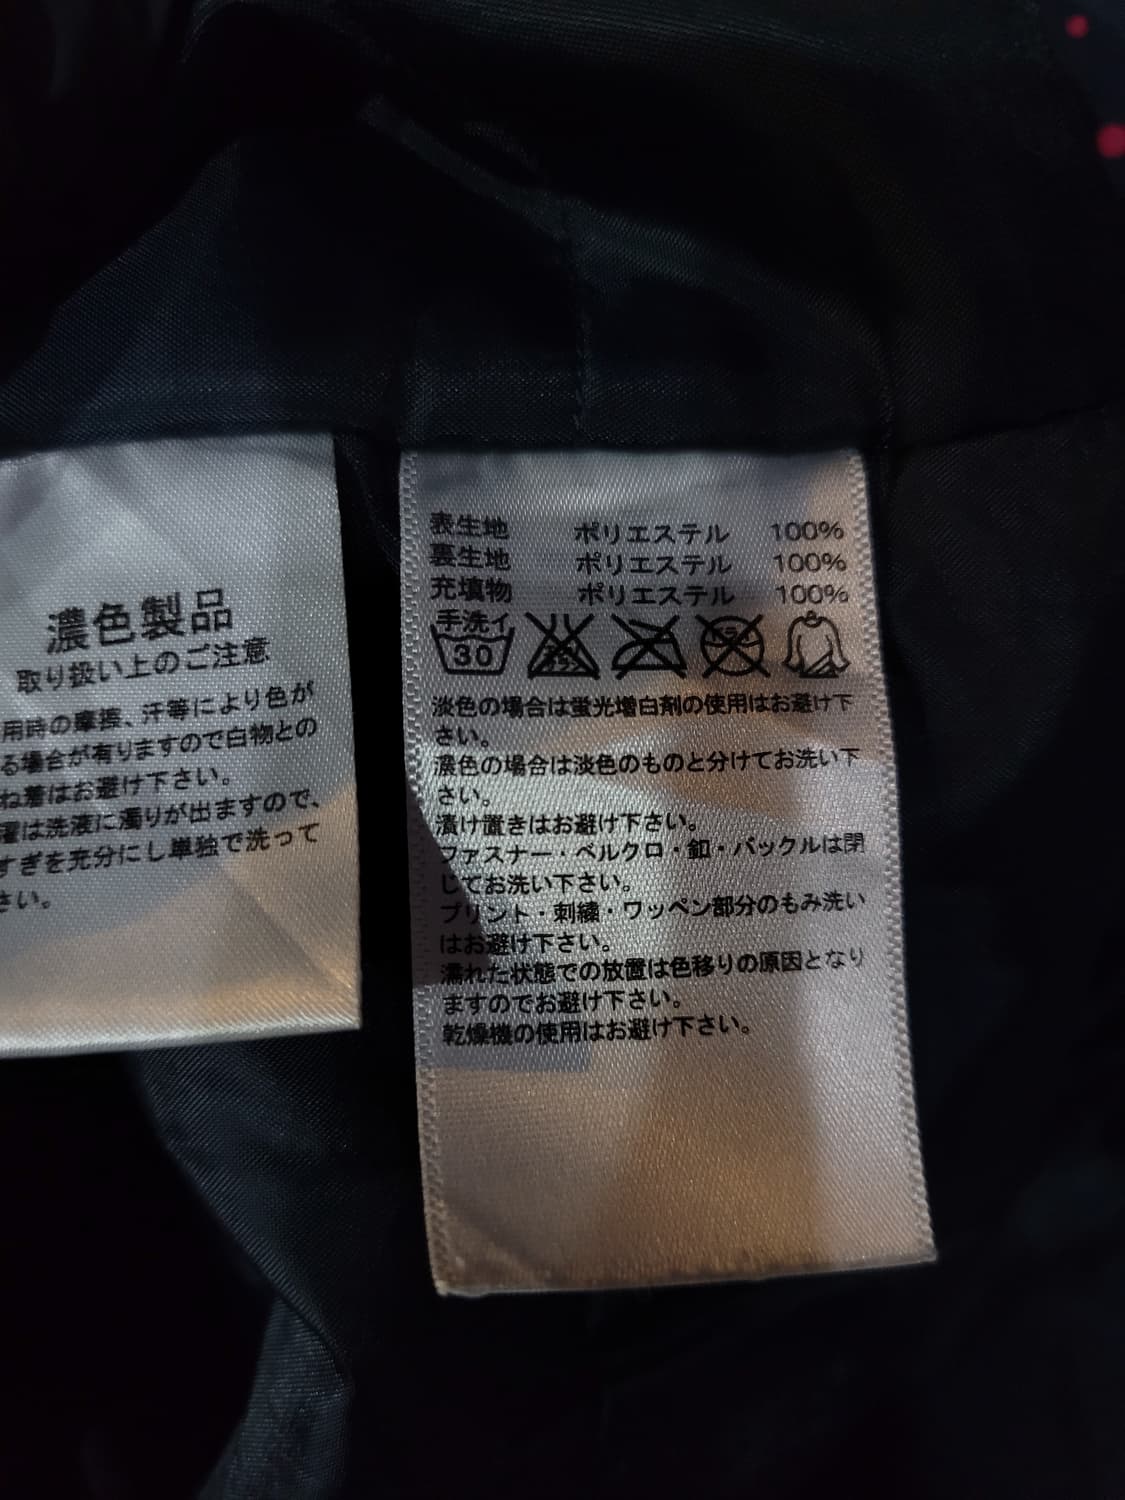 濃色製品
取り扱い上のご注意
用時の摩擦、汗等により色が
る場合が有りますので白物との
ね着はお避け下さい。
濯は洗液に濁りが出ますので、
すぎを充分にし単独で洗って
さい。
表生地 ポリエステル 100%
裏生地 ポリエステル 100%
充填物 ポリエステル 100%
手洗イ
30
淡色の場合は蛍光増白剤の使用はお避け下
さい。
濃色の場合は淡色のものと分けてお洗い下
さい。
漬け置きはお避け下さい。
ファスナー・ベルクロ・釦・バックルは閉
じてお洗い下さい。
プリント・刺繍・ワッペン部分のもみ洗い
はお避け下さい。
濡れた状態での放置は色移りの原因となり
ますのでお避け下さい。
乾燥機の使用はお避け下さい。